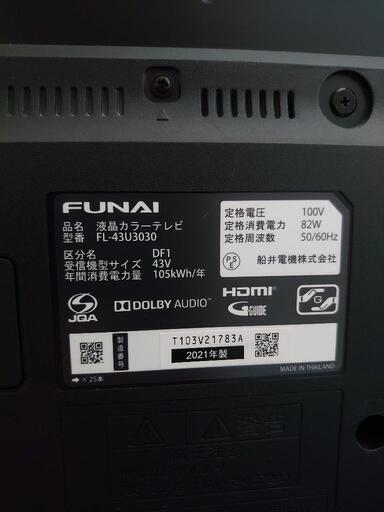 FUNAI
品名 液晶カラーテレビ
型番 FL-43U3030
区分名 DF1
受信機型サイズ 43V
年間消費電力量 105kWh/年
定格電圧 100V
定格消費電力 82W
定格周波数 50/60Hz
PSE 船井電機株式会社
JQA
DOLBY AUDIO™
HDMI
G GUIDE
G
製造番号
T103V21783A
2021年製
➡ × 25本
MADE IN THAILAND
警告